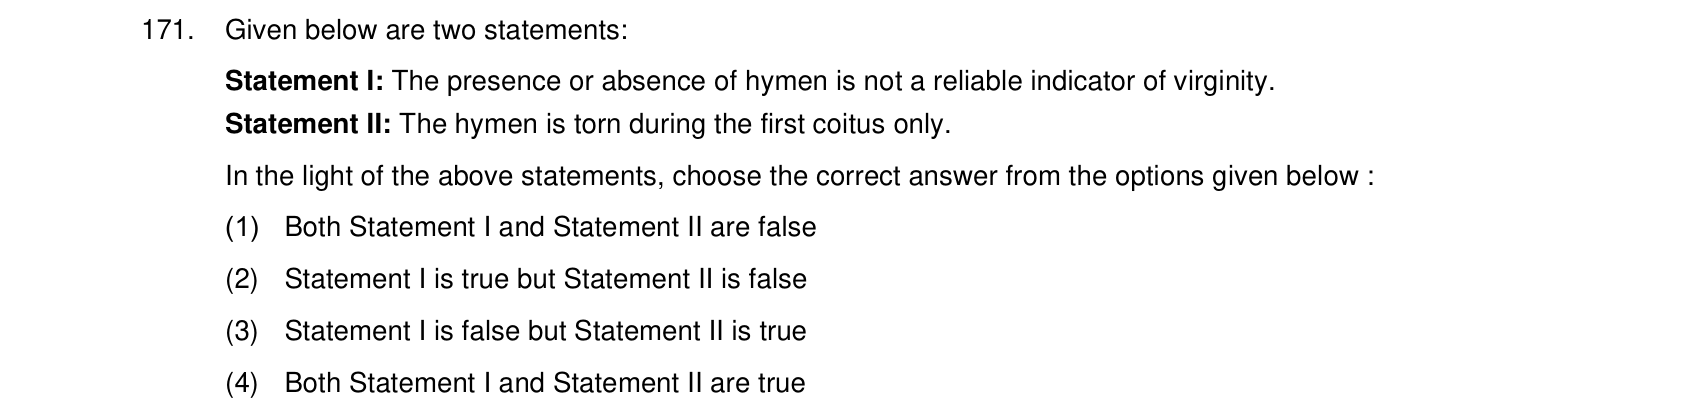 171. Given below are two statements:
Statement I: The presence or absence of hymen is not a reliable indicator of virginity.
Statement II: The hymen is torn during the first coitus only.
In the light of the above statements, choose the correct answer from the options given below :
(1) Both Statement I and Statement II are false
(2) Statement I is true but Statement II is false
(3) Statement I is false but Statement II is true
(4) Both Statement I and Statement II are true